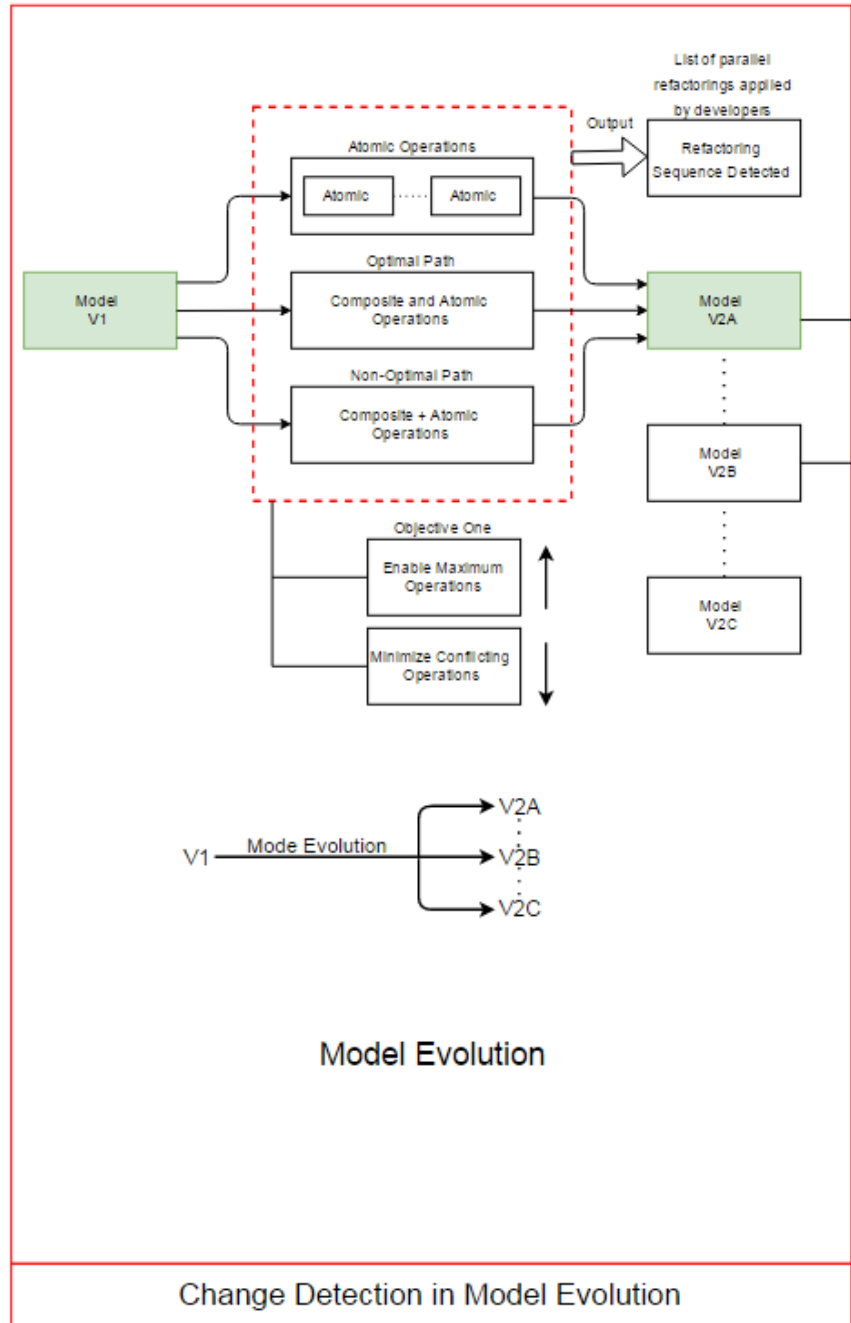 List of parallel
refactorings applied
by developers
Output
Refactoring
Sequence Detected
Atomic Operations
Atomic
Atomic
Optimal Path
Model
V1
Composite and Atomic
Operations
Model
V2A
Non-Optimal Path
Composite + Atomic
Operations
Model
V2B
Objective One
Enable Maximum
Operations
Model
V2C
Minimize Conflicting
Operations
V2A
V1
Mode Evolution
V2B
V2C
Model Evolution
Change Detection in Model Evolution